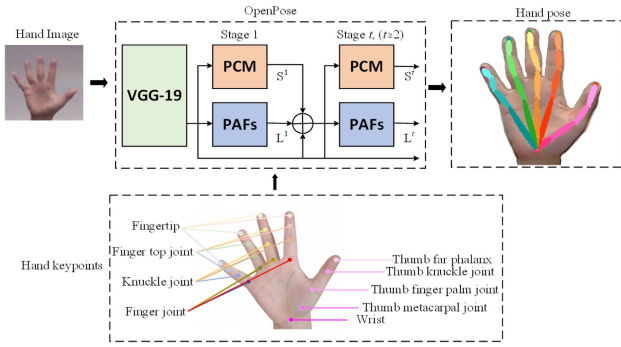 OpenPose
Hand Image
Stage 1
Stage t, (t≥2)
Hand pose
VGG-19
PCM
S¹
PCM
Sᵗ
PAFs
L¹
PAFs
Lᵗ
Hand keypoints
Fingertip
Finger top joint
Knuckle joint
Finger joint
Thumb far phalanx
Thumb knuckle joint
Thumb finger palm joint
Thumb metacarpal joint
Wrist